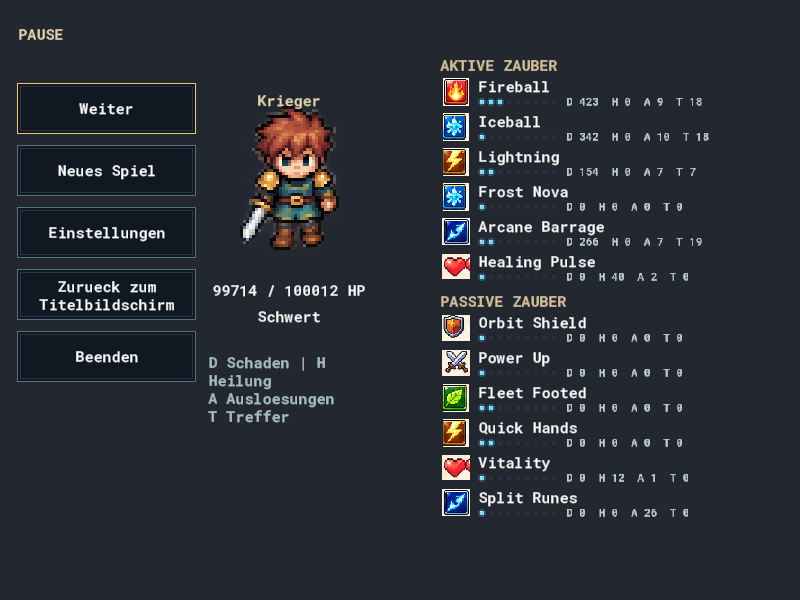 PAUSE
Weiter
Neues Spiel
Einstellungen
Zurueck zum
Titelbildschirm
Beenden
Krieger
99714 / 100012 HP
Schwert
D Schaden | H
Heilung
A Ausloesungen
T Treffer
AKTIVE ZAUBER
Fireball
D 423 H 0 A 9 T 18
Iceball
D 342 H 0 A 10 T 18
Lightning
D 154 H 0 A 7 T 7
Frost Nova
D 0 H 0 A 0 T 0
Arcane Barrage
D 266 H 0 A 7 T 19
Healing Pulse
D 0 H 40 A 2 T 0
PASSIVE ZAUBER
Orbit Shield
D 0 H 0 A 0 T 0
Power Up
D 0 H 0 A 0 T 0
Fleet Footed
D 0 H 0 A 0 T 0
Quick Hands
D 0 H 0 A 0 T 0
Vitality
D 0 H 12 A 1 T 0
Split Runes
D 0 H 0 A 26 T 0